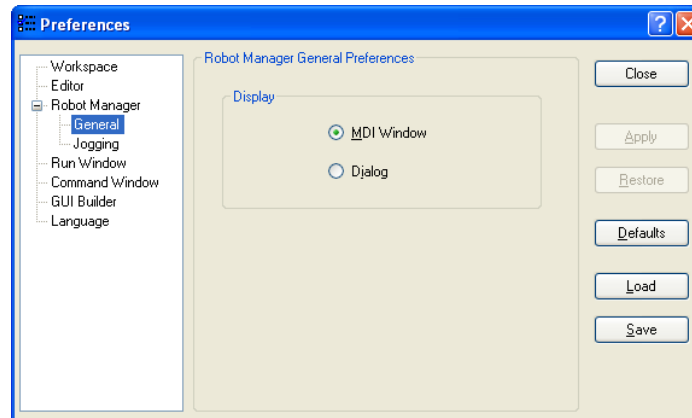 Preferences
Workspace
Editor
Robot Manager
General
Jogging
Run Window
Command Window
GUI Builder
Language
Robot Manager General Preferences
Display
MDI Window
Dialog
Close
Apply
Restore
Defaults
Load
Save